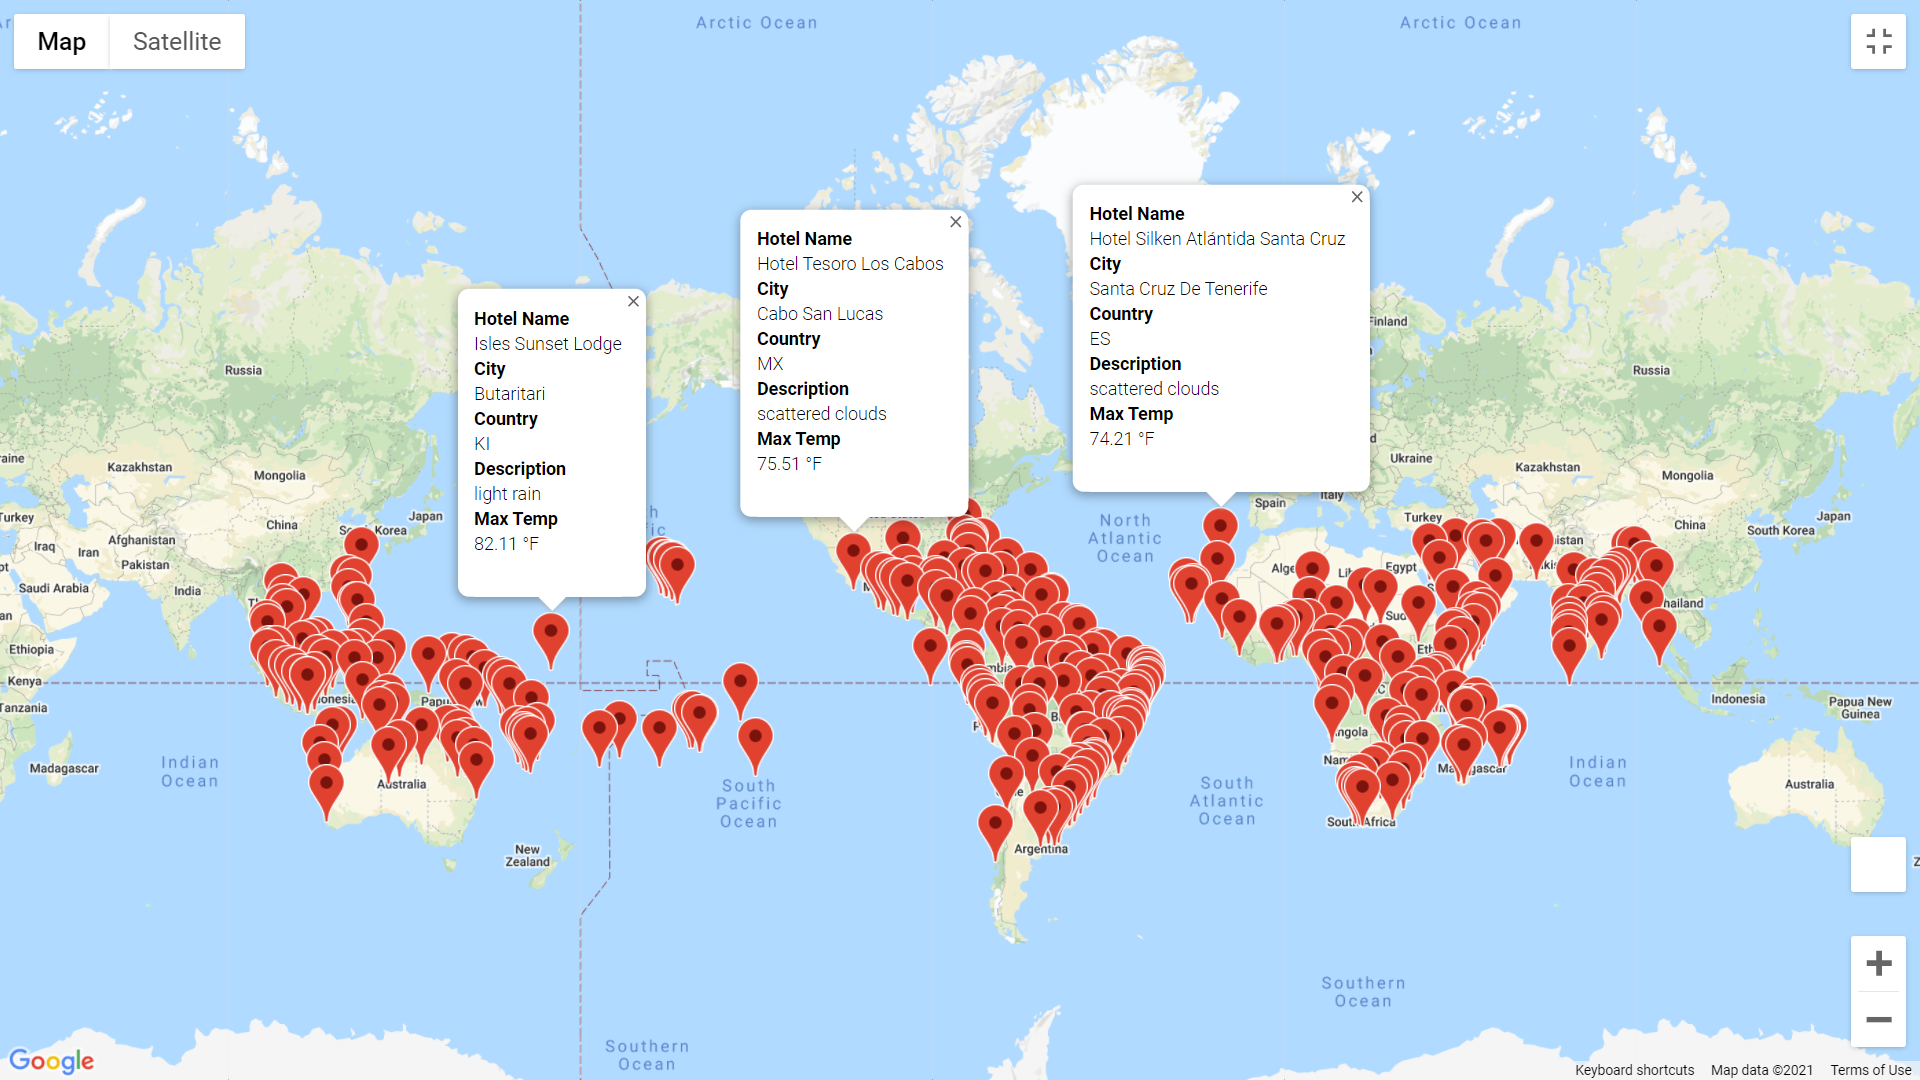 Map
Satellite
Arctic Ocean
Arctic Ocean
Hotel Name
Isles Sunset Lodge
City
Butaritari
Country
KI
Description
light rain
Max Temp
82.11 °F
Hotel Name
Hotel Tesoro Los Cabos
City
Cabo San Lucas
Country
MX
Description
scattered clouds
Max Temp
75.51 °F
Hotel Name
Hotel Silken Atlántida Santa Cruz
City
Santa Cruz De Tenerife
Country
ES
Description
scattered clouds
Max Temp
74.21 °F
Finland
Russia
Russia
Ukraine
Kazakhstan
Kazakhstan
Mongolia
Mongolia
Spain
Italy
Turkey
Turkey
China
China
Japan
Japan
South Korea
Iraq
Iran
Afghanistan
Pakistan
Saudi Arabia
India
Egypt
North
Atlantic
Ocean
Ethiopia
Kenya
Tanzania
Madagascar
Indonesia
Papua New
Guinea
Indian
Ocean
Indian
Ocean
Australia
Australia
South
Pacific
Ocean
South
Atlantic
Ocean
New
Zealand
Argentina
Southern
Ocean
Southern
Ocean
Google
Keyboard shortcuts
Map data ©2021
Terms of Use